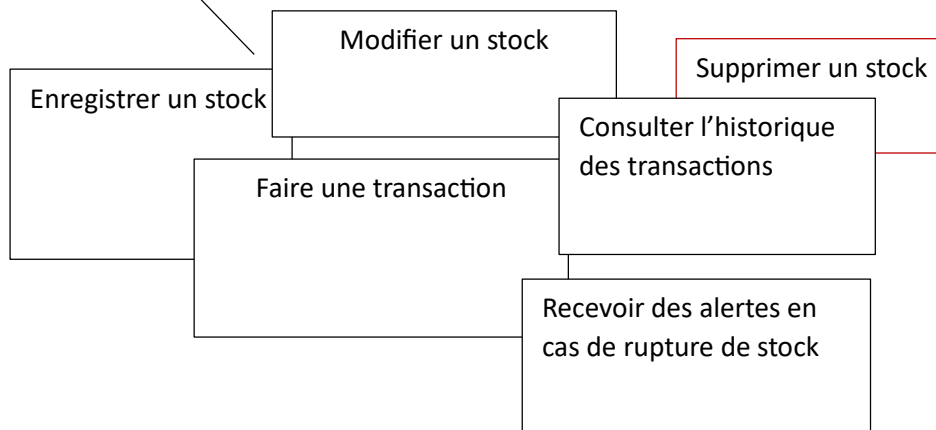 Modifier un stock
Supprimer un stock
Enregistrer un stock
Consulter l’historique
des transactions
Faire une transaction
Recevoir des alertes en
cas de rupture de stock